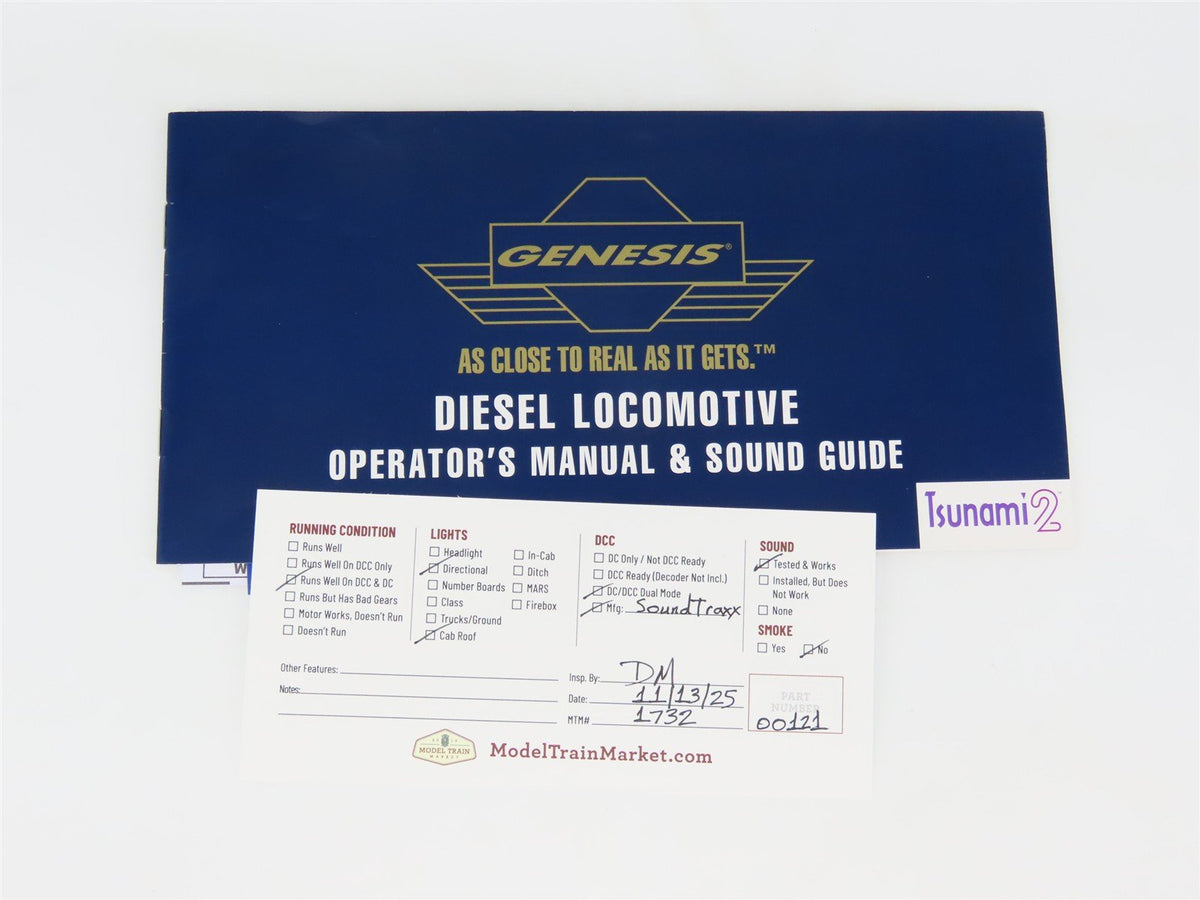 GENESIS®
AS CLOSE TO REAL AS IT GETS.™
DIESEL LOCOMOTIVE
OPERATOR'S MANUAL & SOUND GUIDE
Tsunami2™
W
RUNNING CONDITION
Runs Well
Runs Well On DCC Only
Runs Well On DCC & DC
Runs But Has Bad Gears
Motor Works, Doesn't Run
Doesn't Run
LIGHTS
Headlight
Directional
Number Boards
Class
Trucks/Ground
Cab Roof
In-Cab
Ditch
MARS
Firebox
DCC
DC Only / Not DCC Ready
DCC Ready (Decoder Not Incl.)
DC/DCC Dual Mode
Mfg: SoundTraxx
SOUND
Tested & Works
Installed, But Does
Not Work
None
SMOKE
Yes No
Other Features:
Notes:
Insp. By: DM
Date: 11/13/25
MTM# 1732
PART
NUMBER
00121
MODEL TRAIN
MARKET
ModelTrainMarket.com